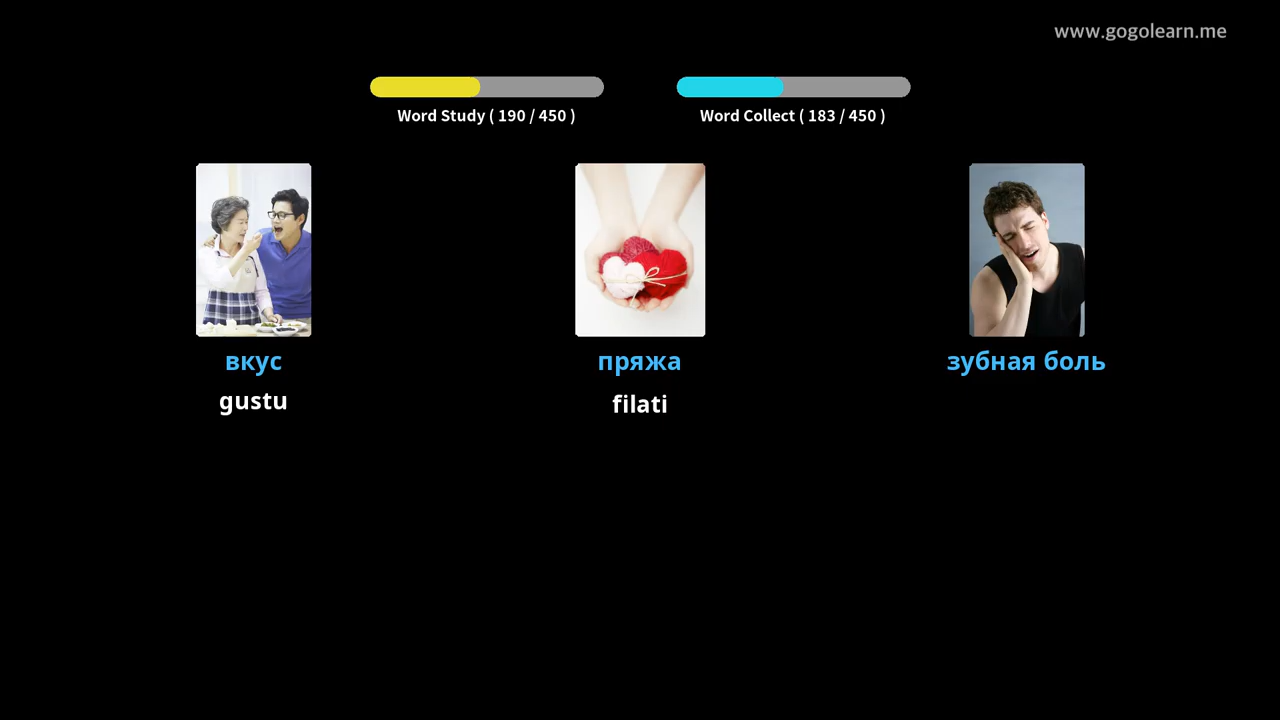 www.gogolearn.me
Word Study ( 190 / 450 )
Word Collect ( 183 / 450 )
вкус
пряжа
зубная боль
gustu
filati